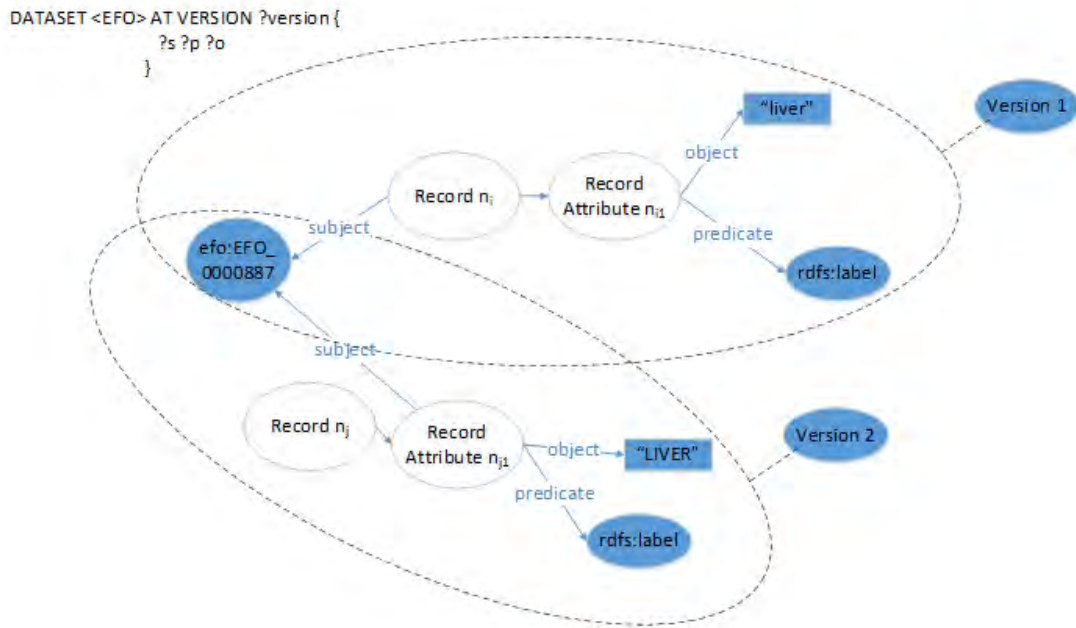 DATASET <EFO> AT VERSION ?version {
?s ?p ?o
}
"liver"
Version 1
object
Record ni
Record
Attribute ni1
subject
predicate
efo:EFO_
0000887
rdfs:label
subject
Record nj
Record
Attribute nj1
object
"LIVER"
Version 2
predicate
rdfs:label